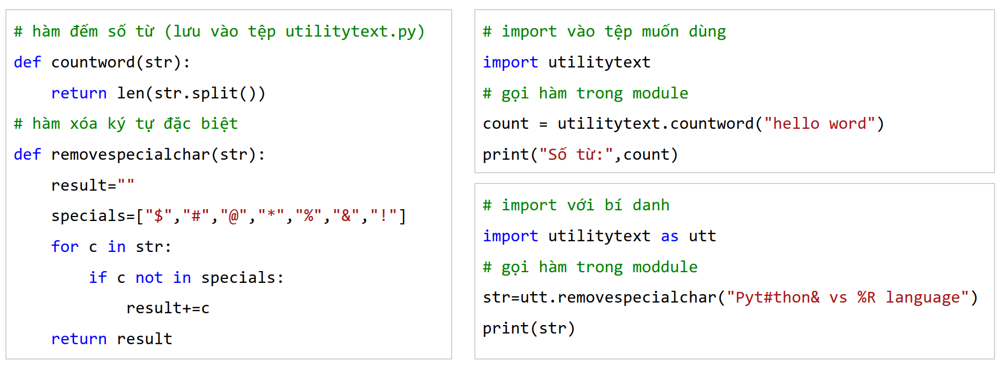 # hàm đếm số từ (lưu vào tệp utilitytext.py)
def countword(str):
    return len(str.split())
# hàm xóa ký tự đặc biệt
def removespecialchar(str):
    result=""
    specials=["$","#","@","*","%","&","!"]
    for c in str:
        if c not in specials:
            result+=c
    return result
# import vào tệp muốn dùng
import utilitytext
# gọi hàm trong module
count = utilitytext.countword("hello word")
print("Số từ:",count)
# import với bí danh
import utilitytext as utt
# gọi hàm trong moddule
str=utt.removespecialchar("Pyt#thon& vs %R language")
print(str)